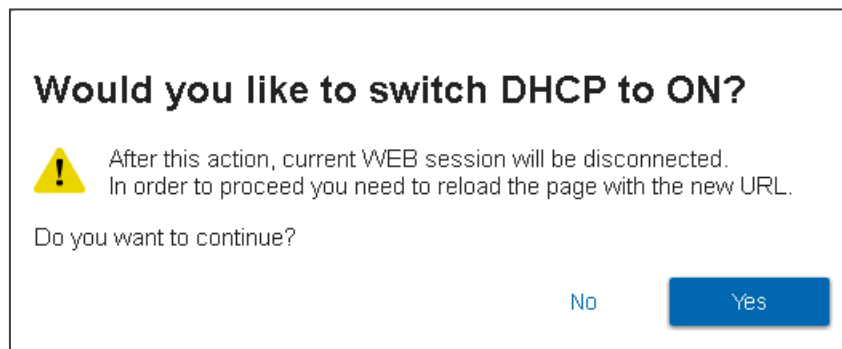 Would you like to switch DHCP to ON?
After this action, current WEB session will be disconnected.
In order to proceed you need to reload the page with the new URL.
Do you want to continue?
No
Yes